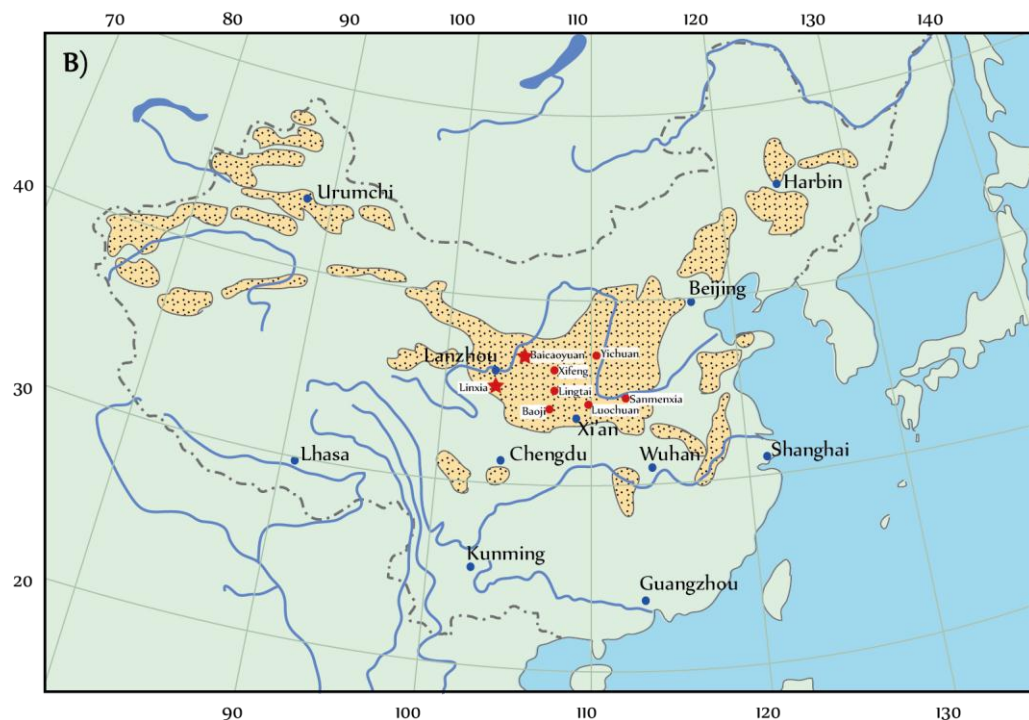 70 80 90 100 110 120 130 140
B)
40
Urumchi
Harbin
Beijing
Lanzhou
Baicaoyuan
Yichuan
Xifeng
30
Linxia
Lingtai
Sanmenxia
Baoji
Luochuan
Xi'an
Lhasa
Chengdu
Wuhan
Shanghai
Kunming
20
Guangzhou
90 100 110 120 130